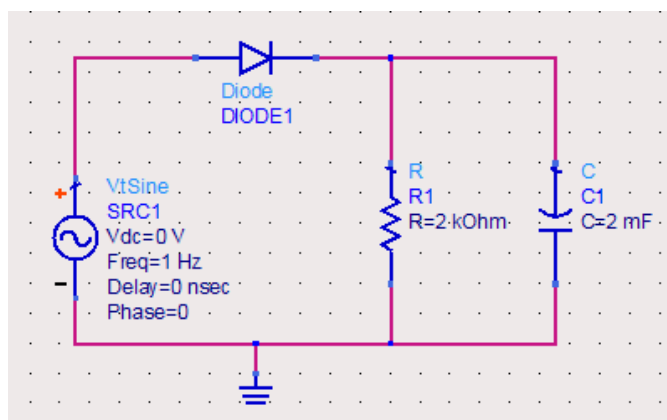 Diode
DIODE1
VtSine
SRC1
Vdc=0 V
Freq=1 Hz
Delay=0 nsec
Phase=0
R
R1
R=2 kOhm
C
C1
C=2 mF